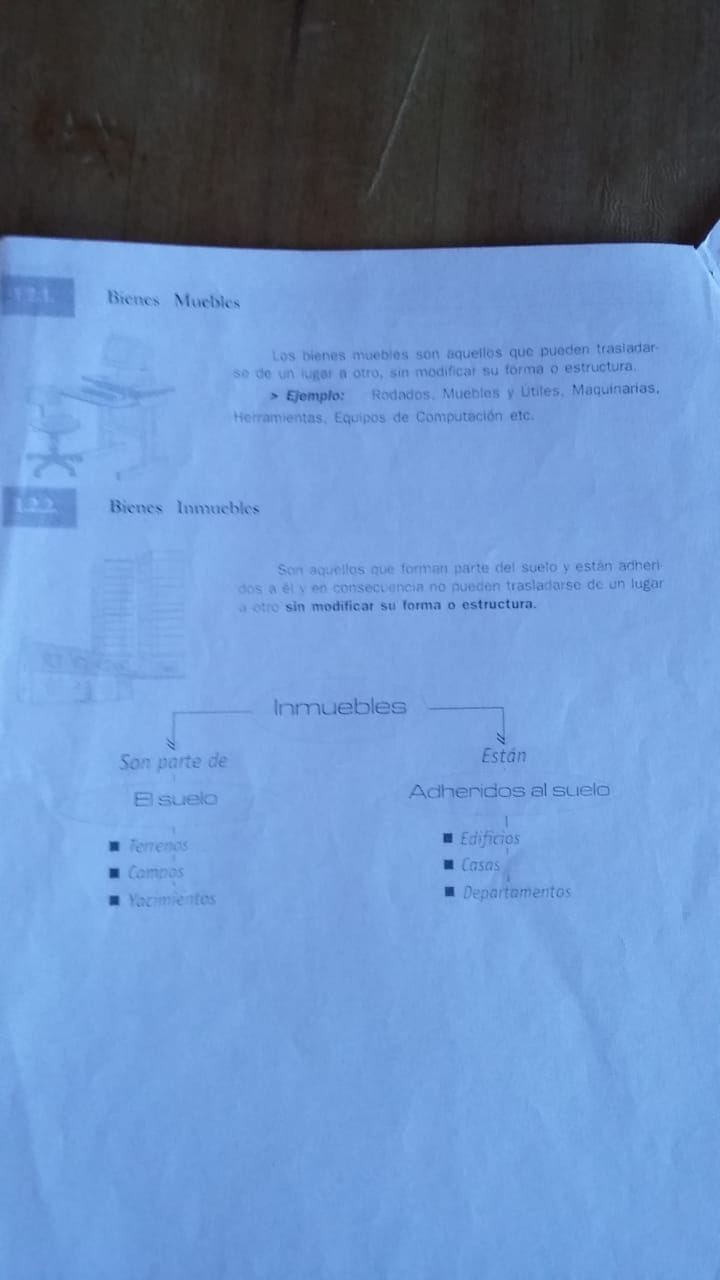 1.2.1.
Bienes Muebles
Los bienes muebles son aquellos que pueden trasladar-
se de un lugar a otro, sin modificar su forma o estructura.
> Ejemplo: Rodados, Muebles y Útiles, Maquinarias,
Herramientas, Equipos de Computación etc.
1.2.2.
Bienes Inmuebles
Son aquellos que forman parte del suelo y están adheri-
dos a él y en consecuencia no pueden trasladarse de un lugar
a otro sin modificar su forma o estructura.
Inmuebles
Son parte de
El suelo
■ Terrenos
■ Campos
■ Yacimientos
Están
Adheridos al suelo
■ Edificios
■ Casas
■ Departamentos